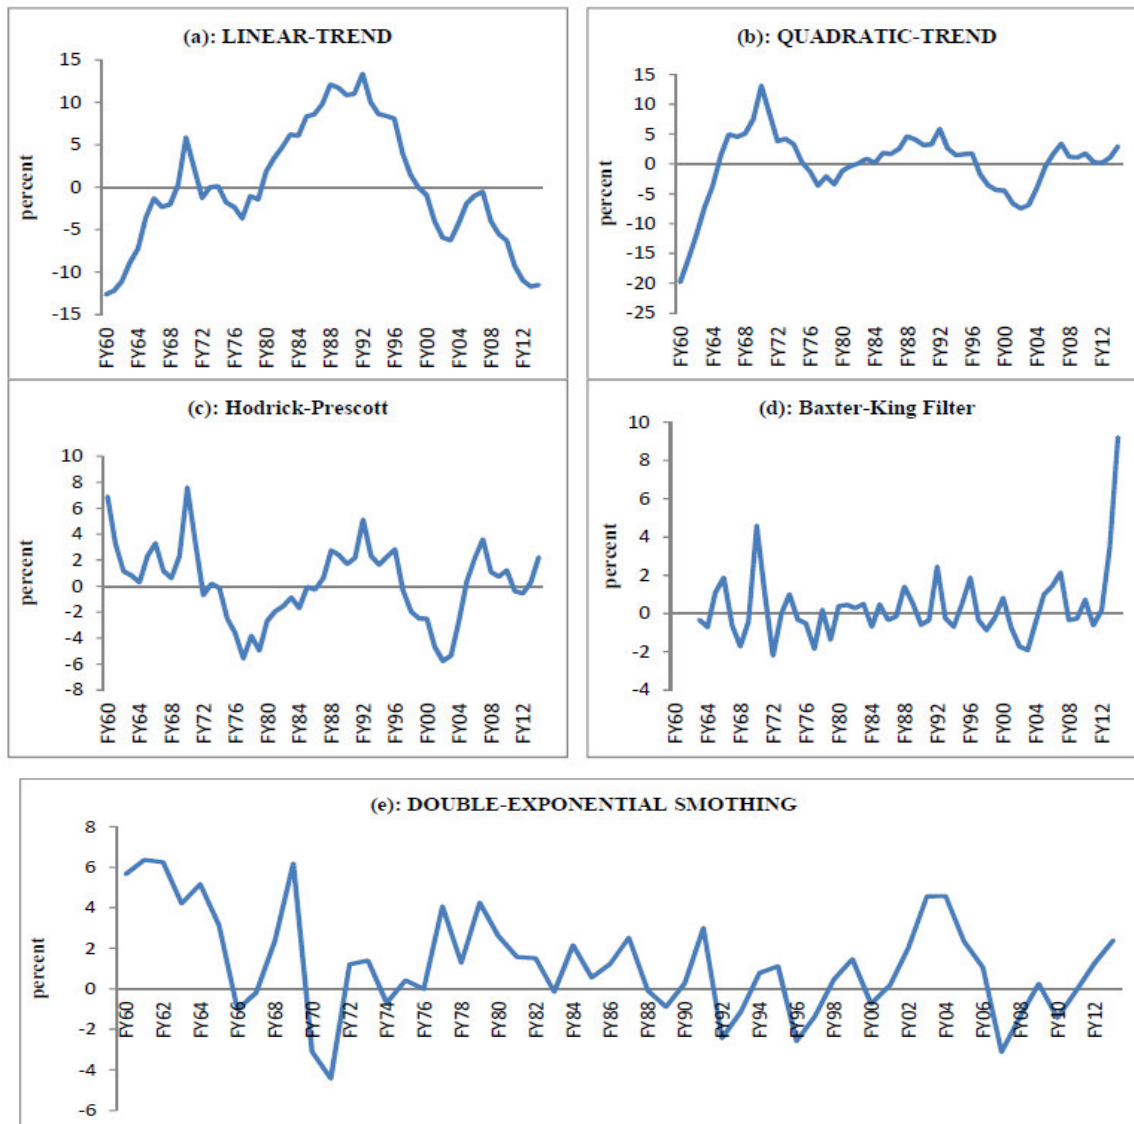 (a): LINEAR-TREND
15
10
5
0
-5
-10
-15
percent
FY60
FY64
FY68
FY72
FY76
FY80
FY84
FY88
FY92
FY96
FY00
FY04
FY08
FY12
(b): QUADRATIC-TREND
15
10
5
0
-5
-10
-15
-20
-25
percent
FY60
FY64
FY68
FY72
FY76
FY80
FY84
FY88
FY92
FY96
FY00
FY04
FY08
FY12
(c): Hodrick-Prescott
10
8
6
4
2
0
-2
-4
-6
-8
percent
FY60
FY64
FY68
FY72
FY76
FY80
FY84
FY88
FY92
FY96
FY00
FY04
FY08
FY12
(d): Baxter-King Filter
10
8
6
4
2
0
-2
-4
percent
FY60
FY64
FY68
FY72
FY76
FY80
FY84
FY88
FY92
FY96
FY00
FY04
FY08
FY12
(e): DOUBLE-EXPONENTIAL SMOTHING
8
6
4
2
0
-2
-4
-6
percent
FY60
FY62
FY64
FY66
FY68
FY70
FY72
FY74
FY76
FY78
FY80
FY82
FY84
FY86
FY88
FY90
FY92
FY94
FY96
FY98
FY00
FY02
FY04
FY06
FY08
FY10
FY12